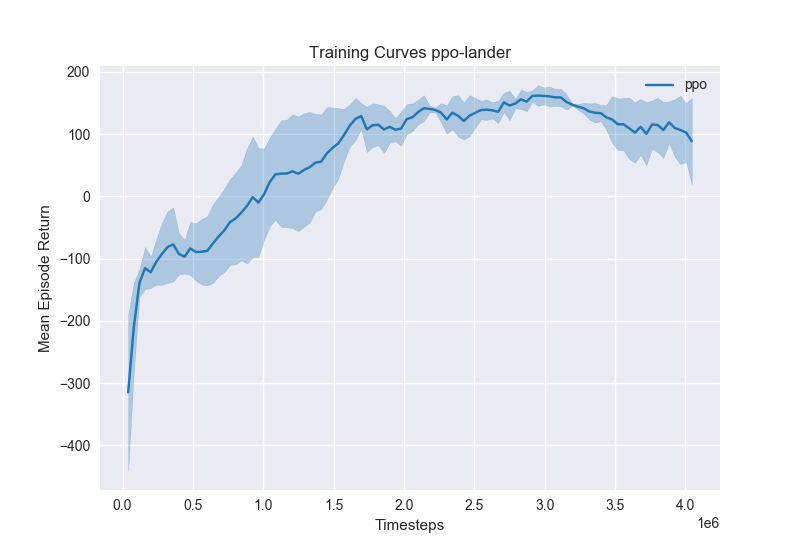 Training Curves ppo-lander
ppo
Mean Episode Return
200
100
0
−100
−200
−300
−400
0.0 0.5 1.0 1.5 2.0 2.5 3.0 3.5 4.0
1e6
Timesteps